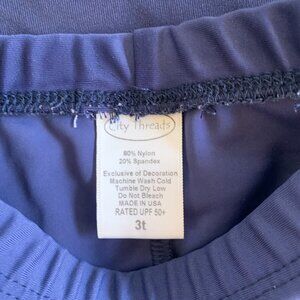 City Threads
80% Nylon
20% Spandex
Exclusive of Decoration
Machine Wash Cold
Tumble Dry Low
Do Not Bleach
MADE IN USA
RATED UPF 50+
3t